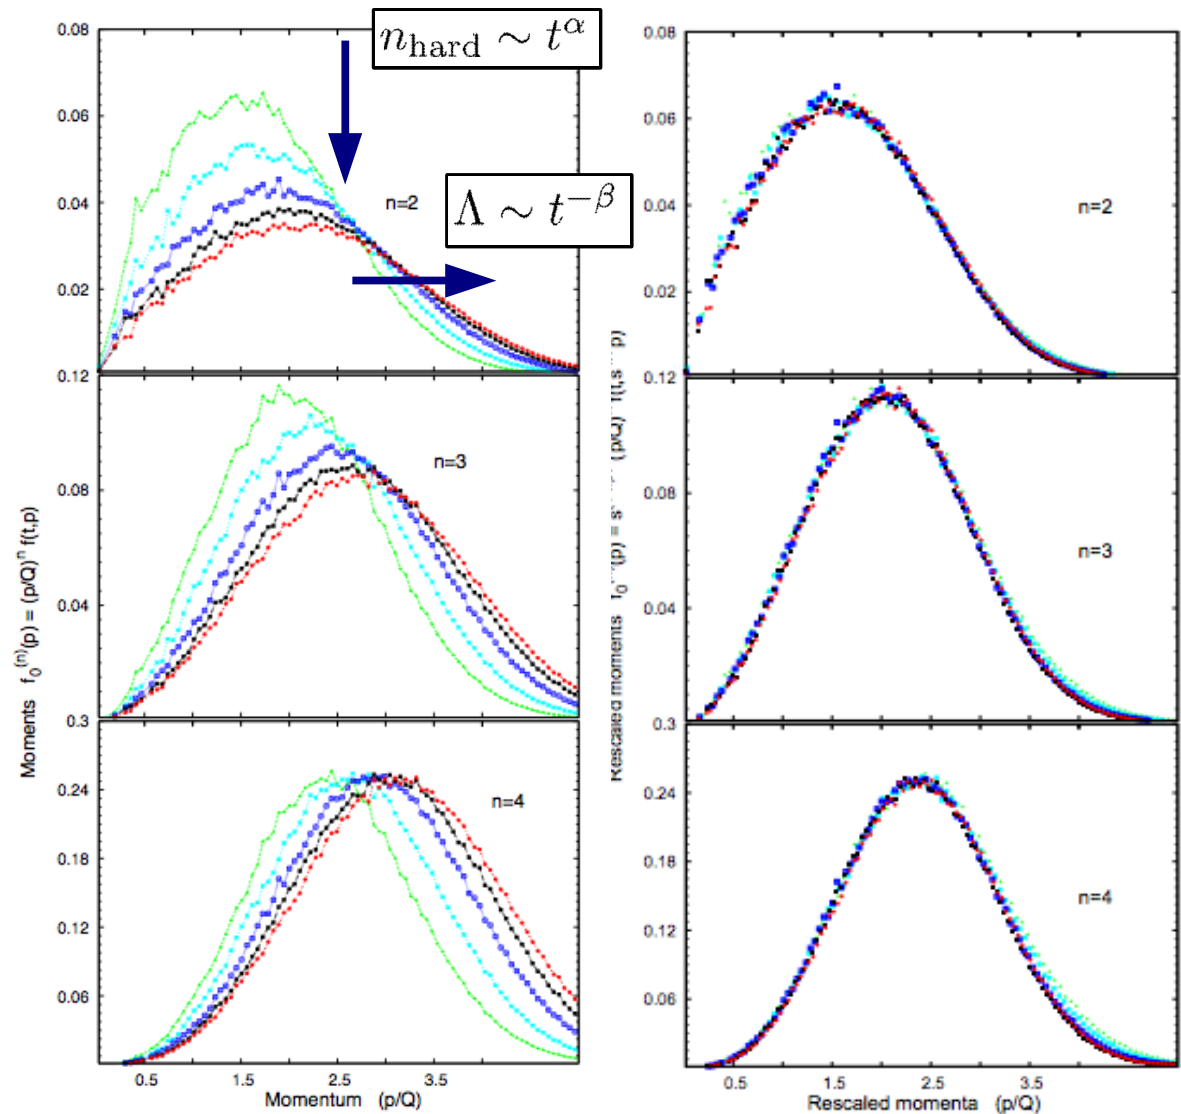 n_hard ∼ t^α
Λ ∼ t^−β
0.08
0.06
0.04
0.02
n=2
0.12
0.08
0.04
n=3
0.3
0.24
0.18
0.12
0.06
n=4
0.5 1.5 2.5 3.5
Momentum (p/Q)
Moments f₀⁽ⁿ⁾(p) = (p/Q)ⁿ f(t,p)
0.08
0.06
0.04
0.02
n=2
0.12
0.08
0.04
n=3
0.3
0.24
0.18
0.12
0.06
n=4
0.5 1.5 2.5 3.5
Rescaled momenta (p/Q)
Rescaled moments